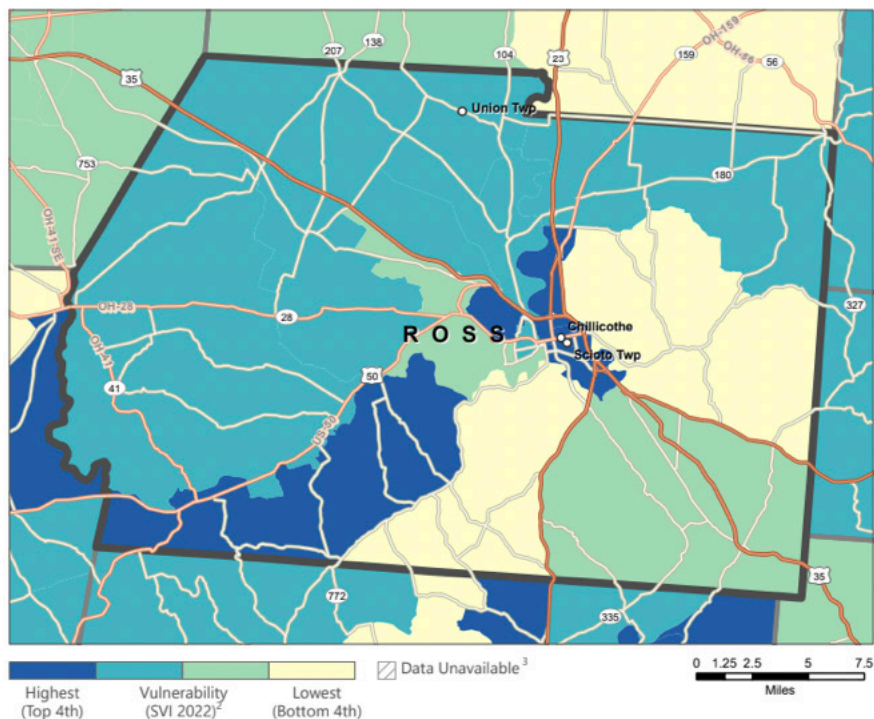 207
138
104
23
OH-159
159
OH-56
56
35
Union Twp
753
180
OH-41-SE
327
OH-28
28
ROSS
Chillicothe
Scioto Twp
OH-41
41
50
US-50
772
335
35
Highest
(Top 4th)
Vulnerability
(SVI 2022)²
Lowest
(Bottom 4th)
Data Unavailable³
0 1.25 2.5 5 7.5
Miles